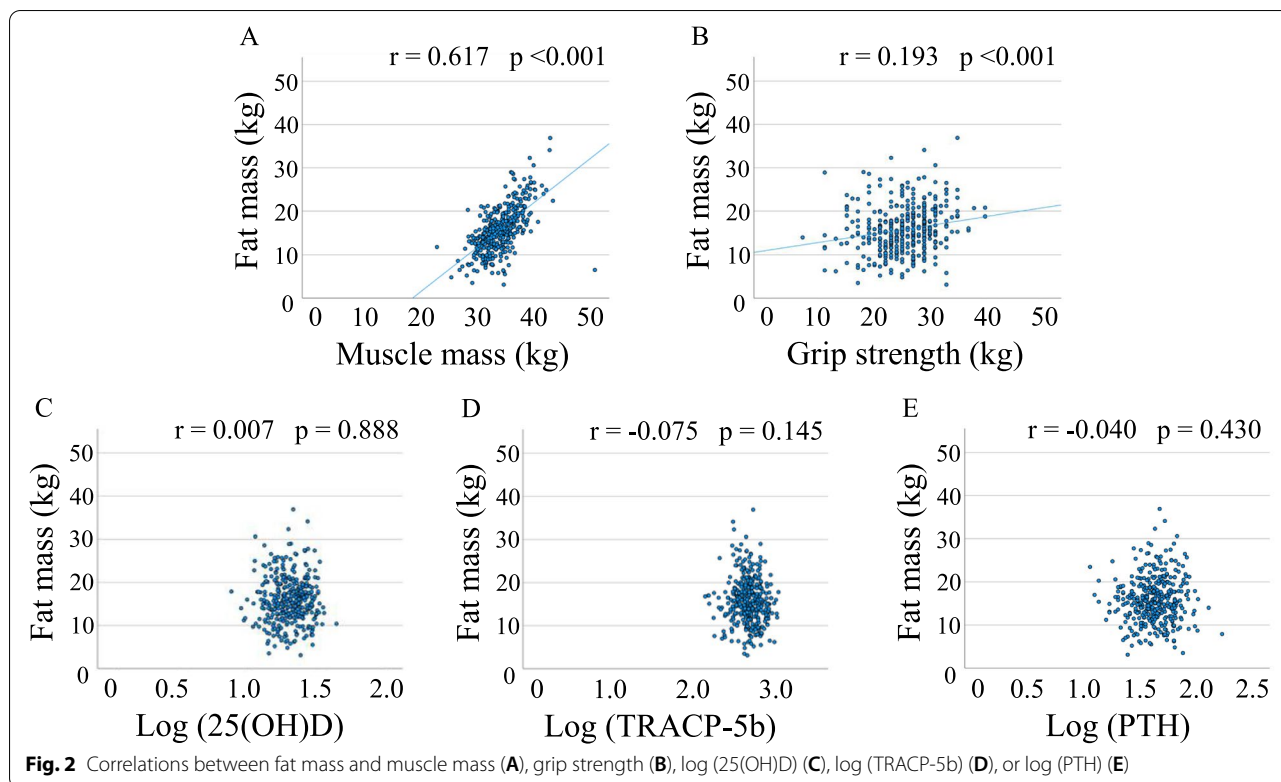 A
r = 0.617 p <0.001
Fat mass (kg)
50
40
30
20
10
0
0 10 20 30 40 50
Muscle mass (kg)
B
r = 0.193 p <0.001
Fat mass (kg)
50
40
30
20
10
0
0 10 20 30 40 50
Grip strength (kg)
C
r = 0.007 p = 0.888
Fat mass (kg)
50
40
30
20
10
0
0 0.5 1.0 1.5 2.0
Log (25(OH)D)
D
r = -0.075 p = 0.145
Fat mass (kg)
50
40
30
20
10
0
0 1.0 2.0 3.0
Log (TRACP-5b)
E
r = -0.040 p = 0.430
Fat mass (kg)
50
40
30
20
10
0
0 0.5 1.0 1.5 2.0 2.5
Log (PTH)
Fig. 2 Correlations between fat mass and muscle mass (A), grip strength (B), log (25(OH)D) (C), log (TRACP-5b) (D), or log (PTH) (E)